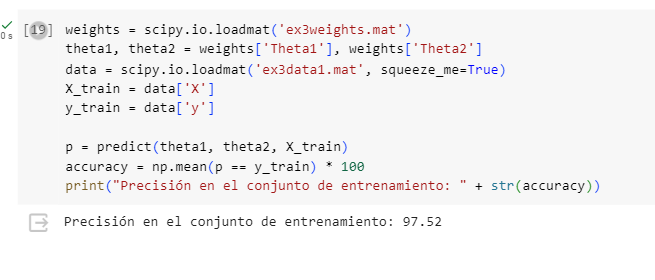 [19] weights = scipy.io.loadmat('ex3weights.mat')
0 s
theta1, theta2 = weights['Theta1'], weights['Theta2']
data = scipy.io.loadmat('ex3data1.mat', squeeze_me=True)
X_train = data['X']
y_train = data['y']
p = predict(theta1, theta2, X_train)
accuracy = np.mean(p == y_train) * 100
print("Precisión en el conjunto de entrenamiento: " + str(accuracy))
Precisión en el conjunto de entrenamiento: 97.52